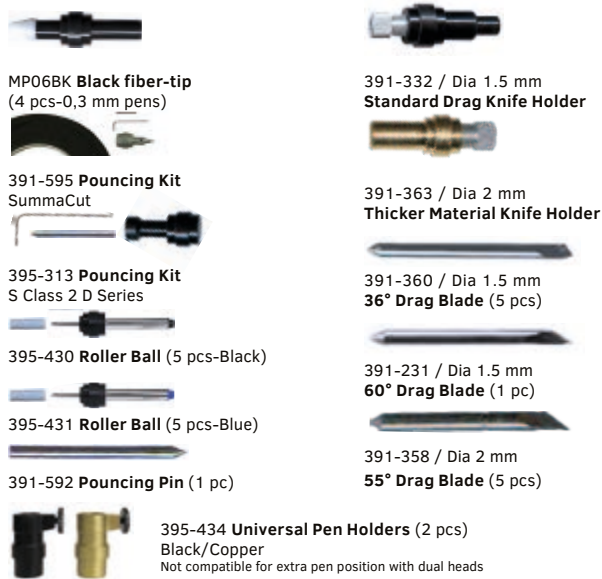 MP06BK Black fiber-tip
(4 pcs-0,3 mm pens)
391-595 Pouncing Kit
SummaCut
395-313 Pouncing Kit
S Class 2 D Series
395-430 Roller Ball (5 pcs-Black)
395-431 Roller Ball (5 pcs-Blue)
391-592 Pouncing Pin (1 pc)
391-332 / Dia 1.5 mm
Standard Drag Knife Holder
391-363 / Dia 2 mm
Thicker Material Knife Holder
391-360 / Dia 1.5 mm
36° Drag Blade (5 pcs)
391-231 / Dia 1.5 mm
60° Drag Blade (1 pc)
391-358 / Dia 2 mm
55° Drag Blade (5 pcs)
395-434 Universal Pen Holders (2 pcs)
Black/Copper
Not compatible for extra pen position with dual heads